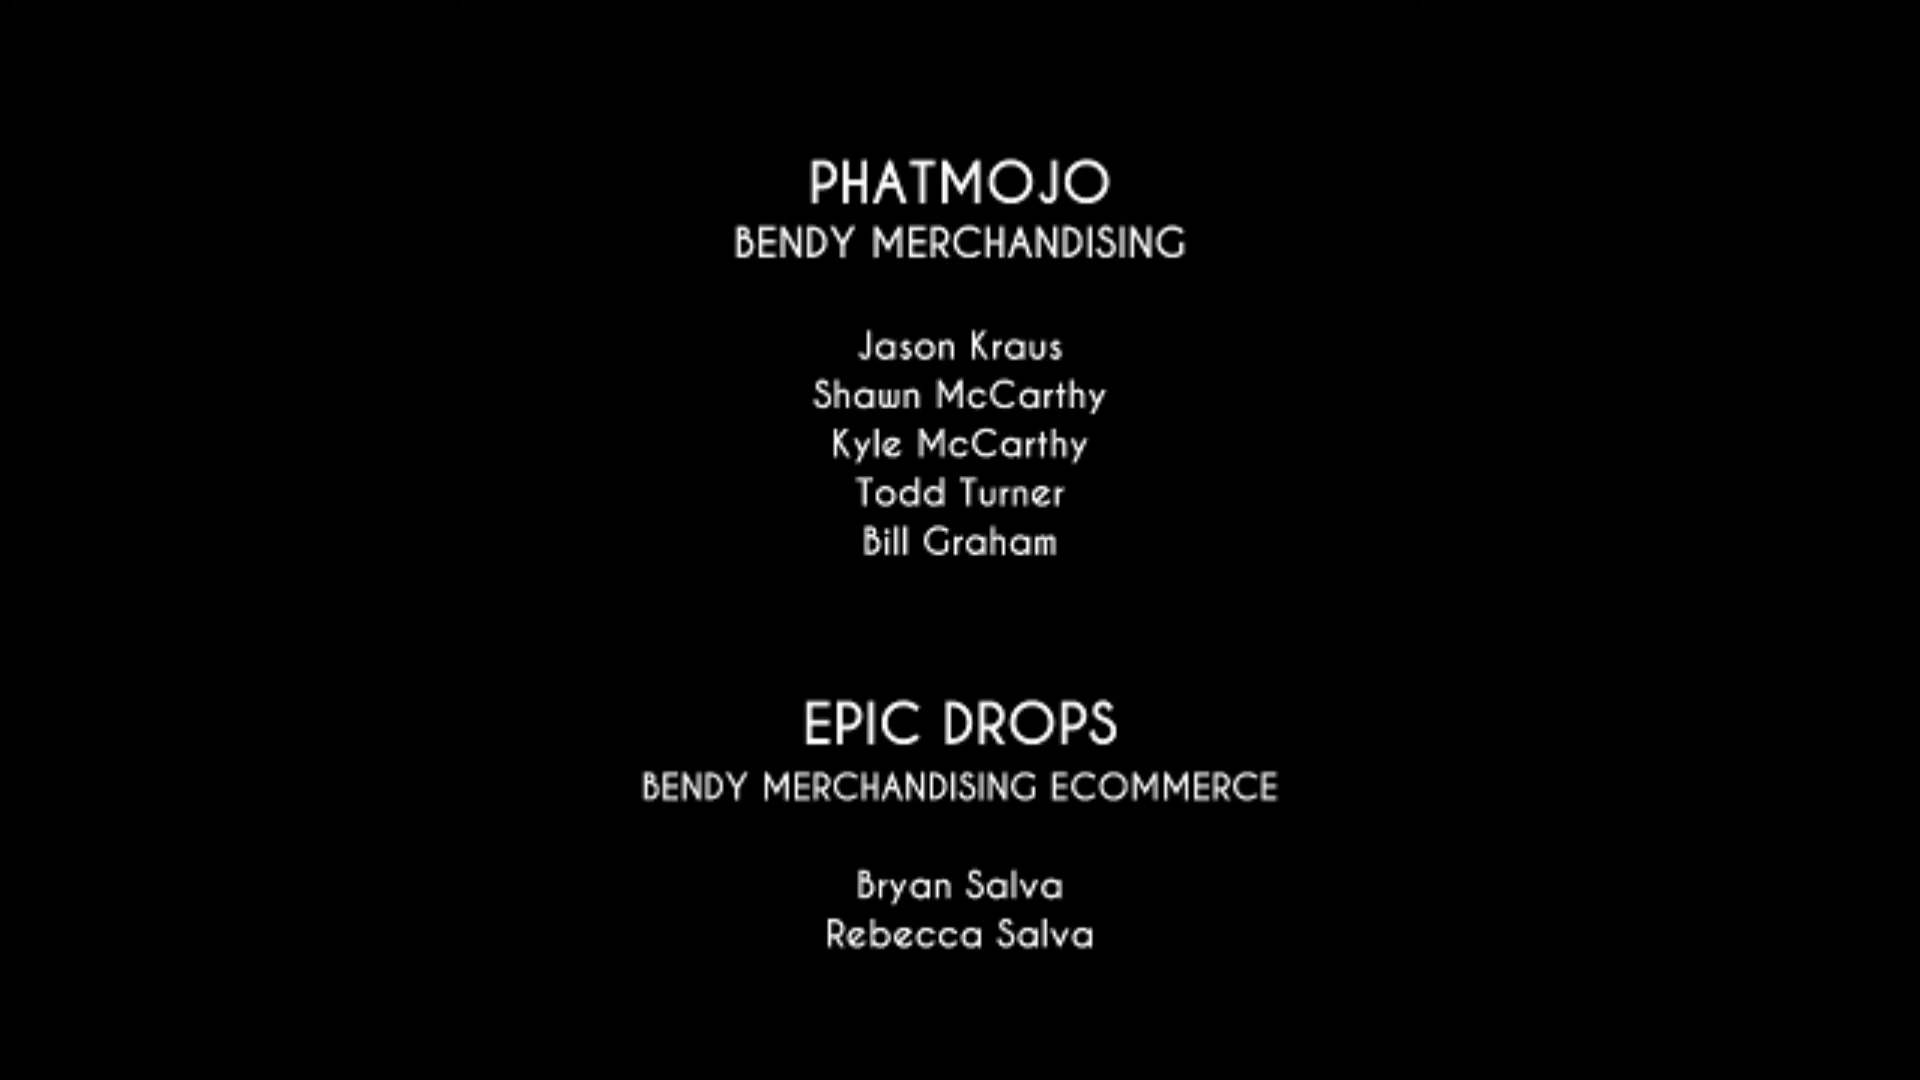 PHATMOJO
BENDY MERCHANDISING
Jason Kraus
Shawn McCarthy
Kyle McCarthy
Todd Turner
Bill Graham
EPIC DROPS
BENDY MERCHANDISING ECOMMERCE
Bryan Salva
Rebecca Salva